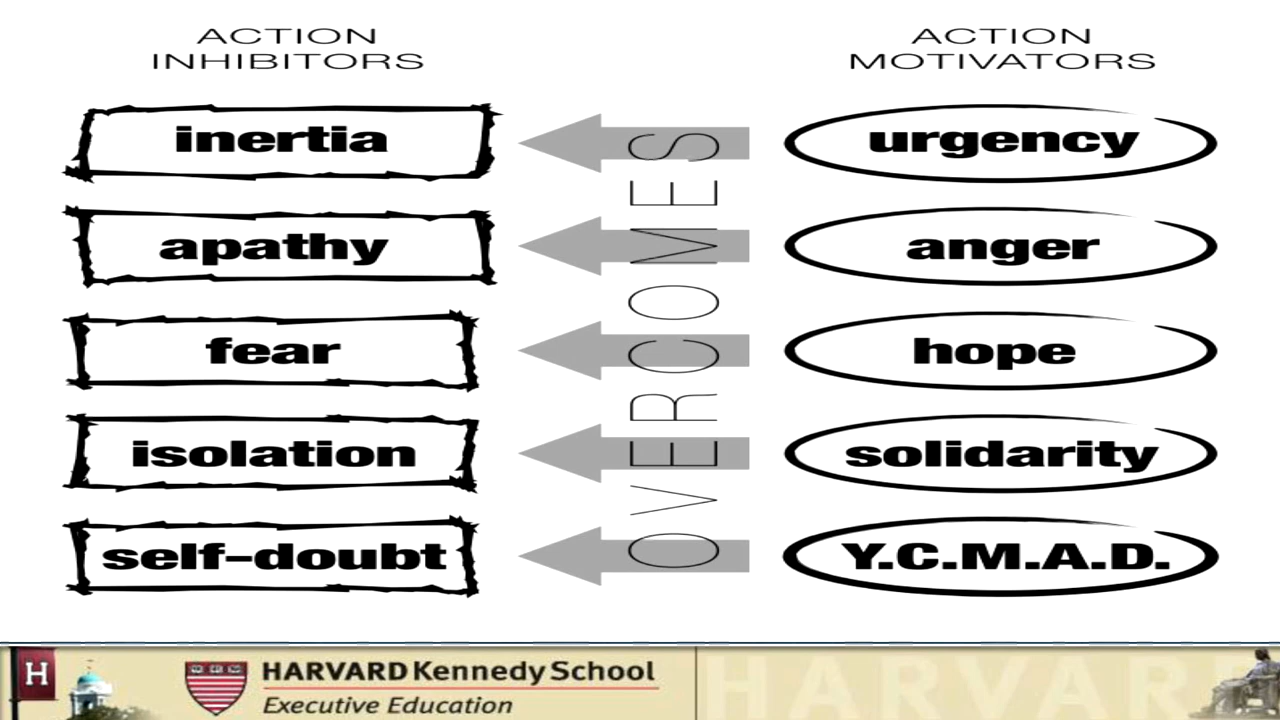 ACTION
INHIBITORS
ACTION
MOTIVATORS
inertia
urgency
apathy
anger
fear
hope
isolation
solidarity
self-doubt
Y.C.M.A.D.
OVERCOMES
H
HARVARD Kennedy School
Executive Education
HARVAR